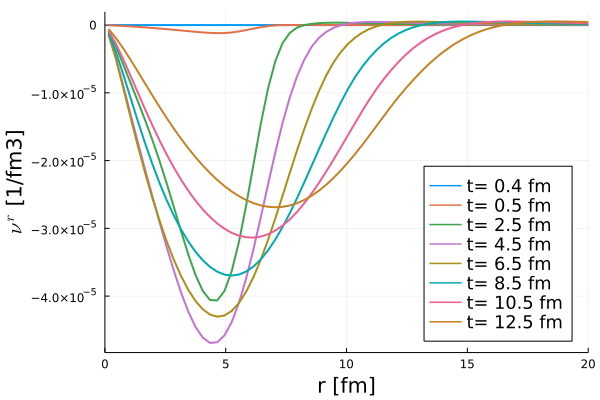 0
−1.0×10⁻⁵
−2.0×10⁻⁵
−3.0×10⁻⁵
−4.0×10⁻⁵
νʳ [1/fm3]
t= 0.4 fm
t= 0.5 fm
t= 2.5 fm
t= 4.5 fm
t= 6.5 fm
t= 8.5 fm
t= 10.5 fm
t= 12.5 fm
0 5 10 15 20
r [fm]